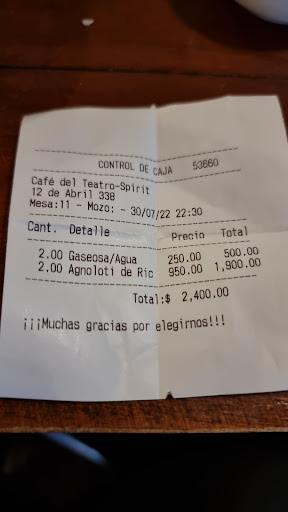 CONTROL DE CAJA 53660
Café del Teatro-Spirit
12 de Abril 338
Mesa:11 - Mozo: - 30/07/22 22:30
Cant. Detalle Precio Total
2.00 Gaseosa/Agua 250.00 500.00
2.00 Agnoloti de Ric 950.00 1,900.00
Total:$ 2,400.00
¡¡¡Muchas gracias por elegirnos!!!